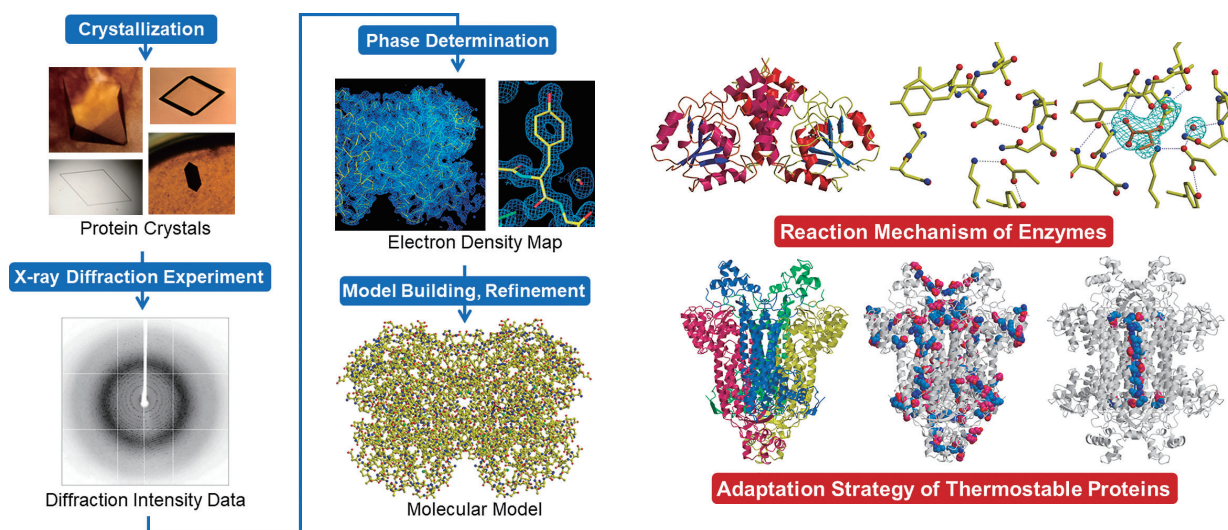 Crystallization
Protein Crystals
X-ray Diffraction Experiment
Diffraction Intensity Data
Phase Determination
Electron Density Map
Model Building, Refinement
Molecular Model
Reaction Mechanism of Enzymes
Adaptation Strategy of Thermostable Proteins